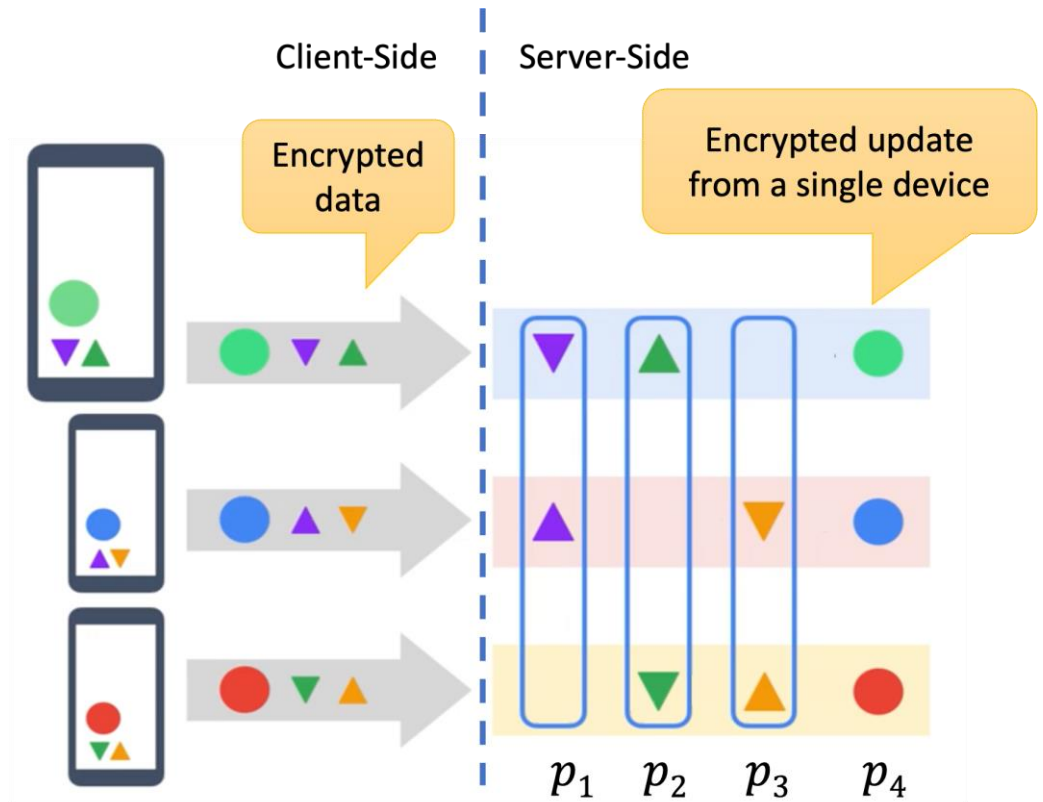 Client-Side
Server-Side
Encrypted
data
Encrypted update
from a single device
p₁ p₂ p₃ p₄